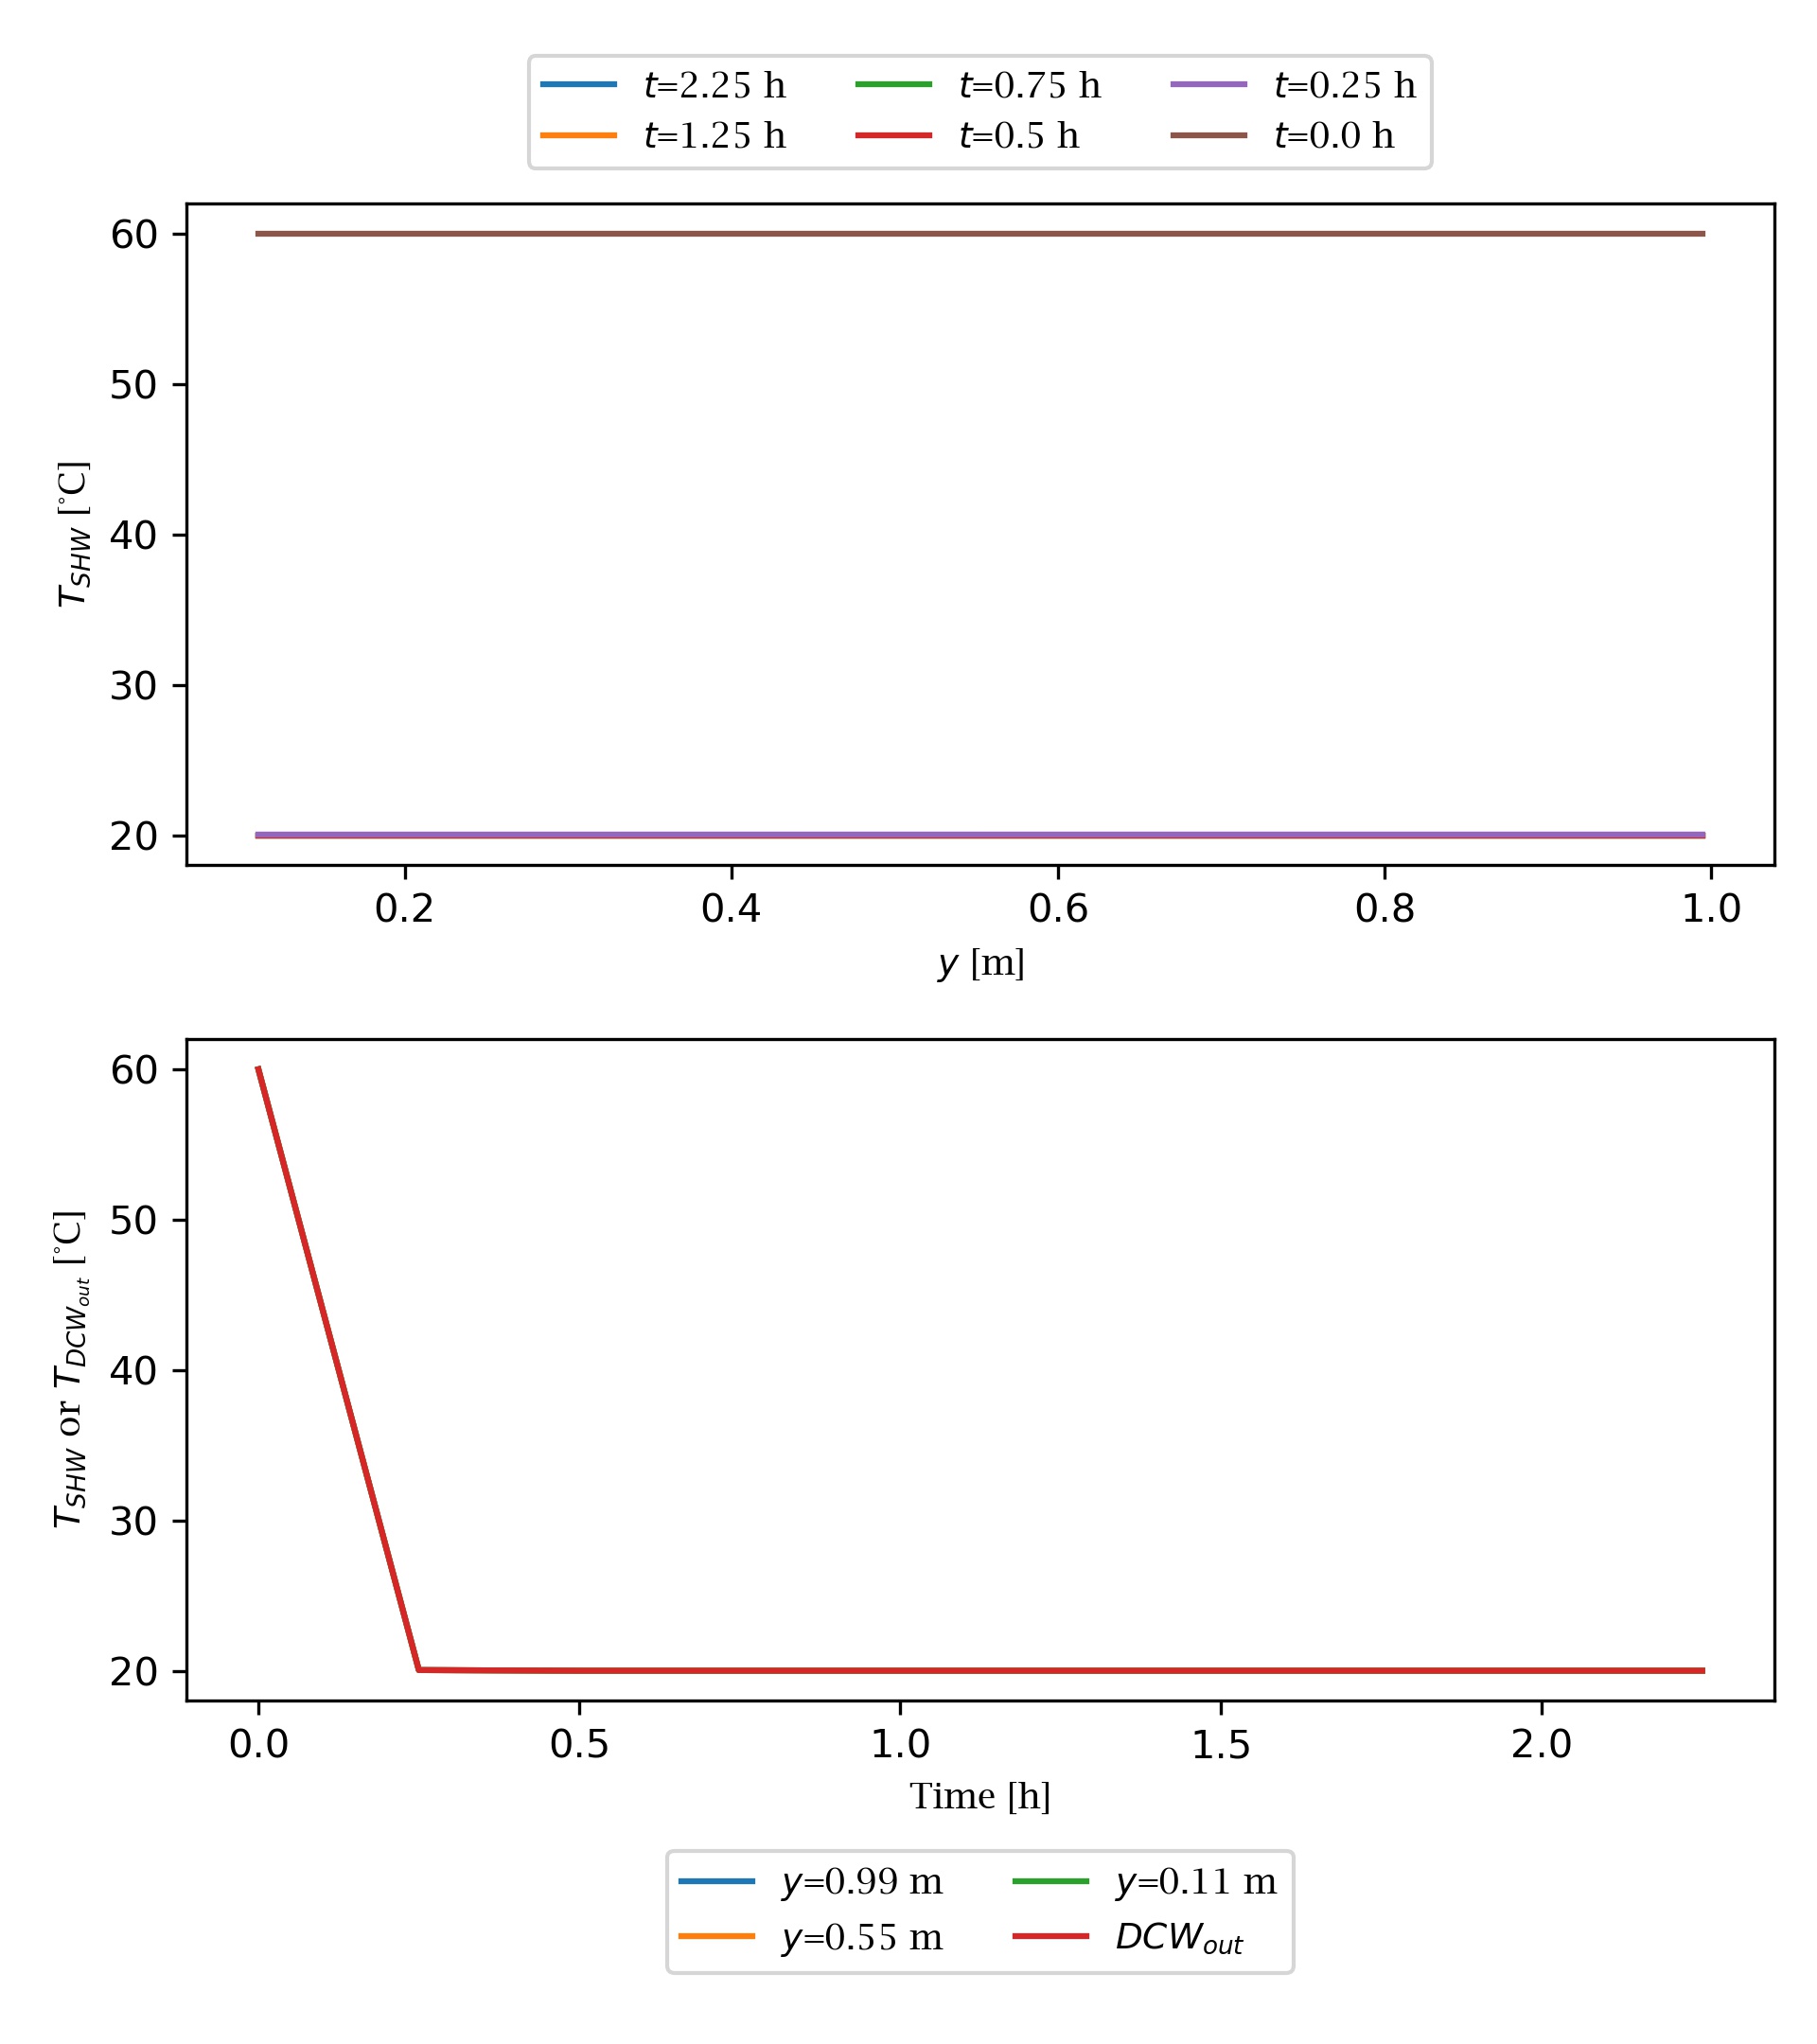 t=2.25 h t=0.75 h t=0.25 h
t=1.25 h t=0.5 h t=0.0 h
60
50
40
30
20
T_SHW [°C]
0.2 0.4 0.6 0.8 1.0
y [m]
60
50
40
30
20
T_SHW or T_DCW_out [°C]
0.0 0.5 1.0 1.5 2.0
Time [h]
y=0.99 m y=0.11 m
y=0.55 m DCW_out